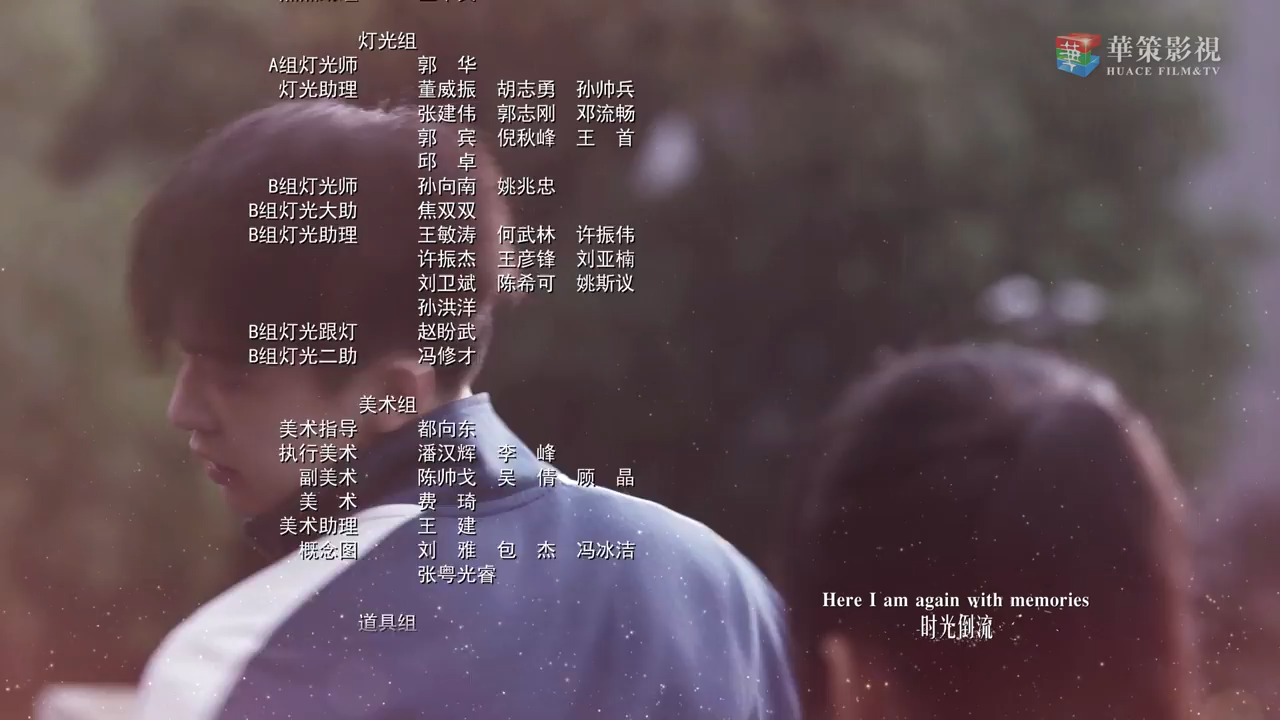 灯光组
A组灯光师 郭 华
灯光助理 董威振 胡志勇 孙帅兵
张建伟 郭志刚 邓流畅
郭 宾 倪秋峰 王 首
邱 卓
B组灯光师 孙向南 姚兆忠
B组灯光大助 焦双双
B组灯光助理 王敏涛 何武林 许振伟
许振杰 王彦锋 刘亚楠
刘卫斌 陈希可 姚斯议
孙洪洋
B组灯光跟灯 赵盼武
B组灯光二助 冯修才
美术组
美术指导 都向东
执行美术 潘汉辉 李 峰
副美术 陈帅戈 吴 倩 顾 晶
美 术 费 琦
美术助理 王 建
概念图 刘 雅 包 杰 冯冰洁
张粤光睿
道具组
華策影視
HUACE FILM&TV
Here I am again with memories
时光倒流